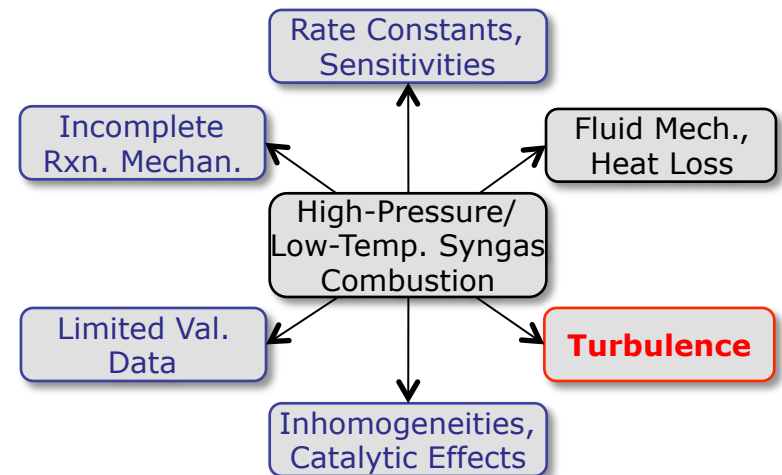 Rate Constants,
Sensitivities
Incomplete
Rxn. Mechan.
Fluid Mech.,
Heat Loss
High-Pressure/
Low-Temp. Syngas
Combustion
Limited Val.
Data
Turbulence
Inhomogeneities,
Catalytic Effects